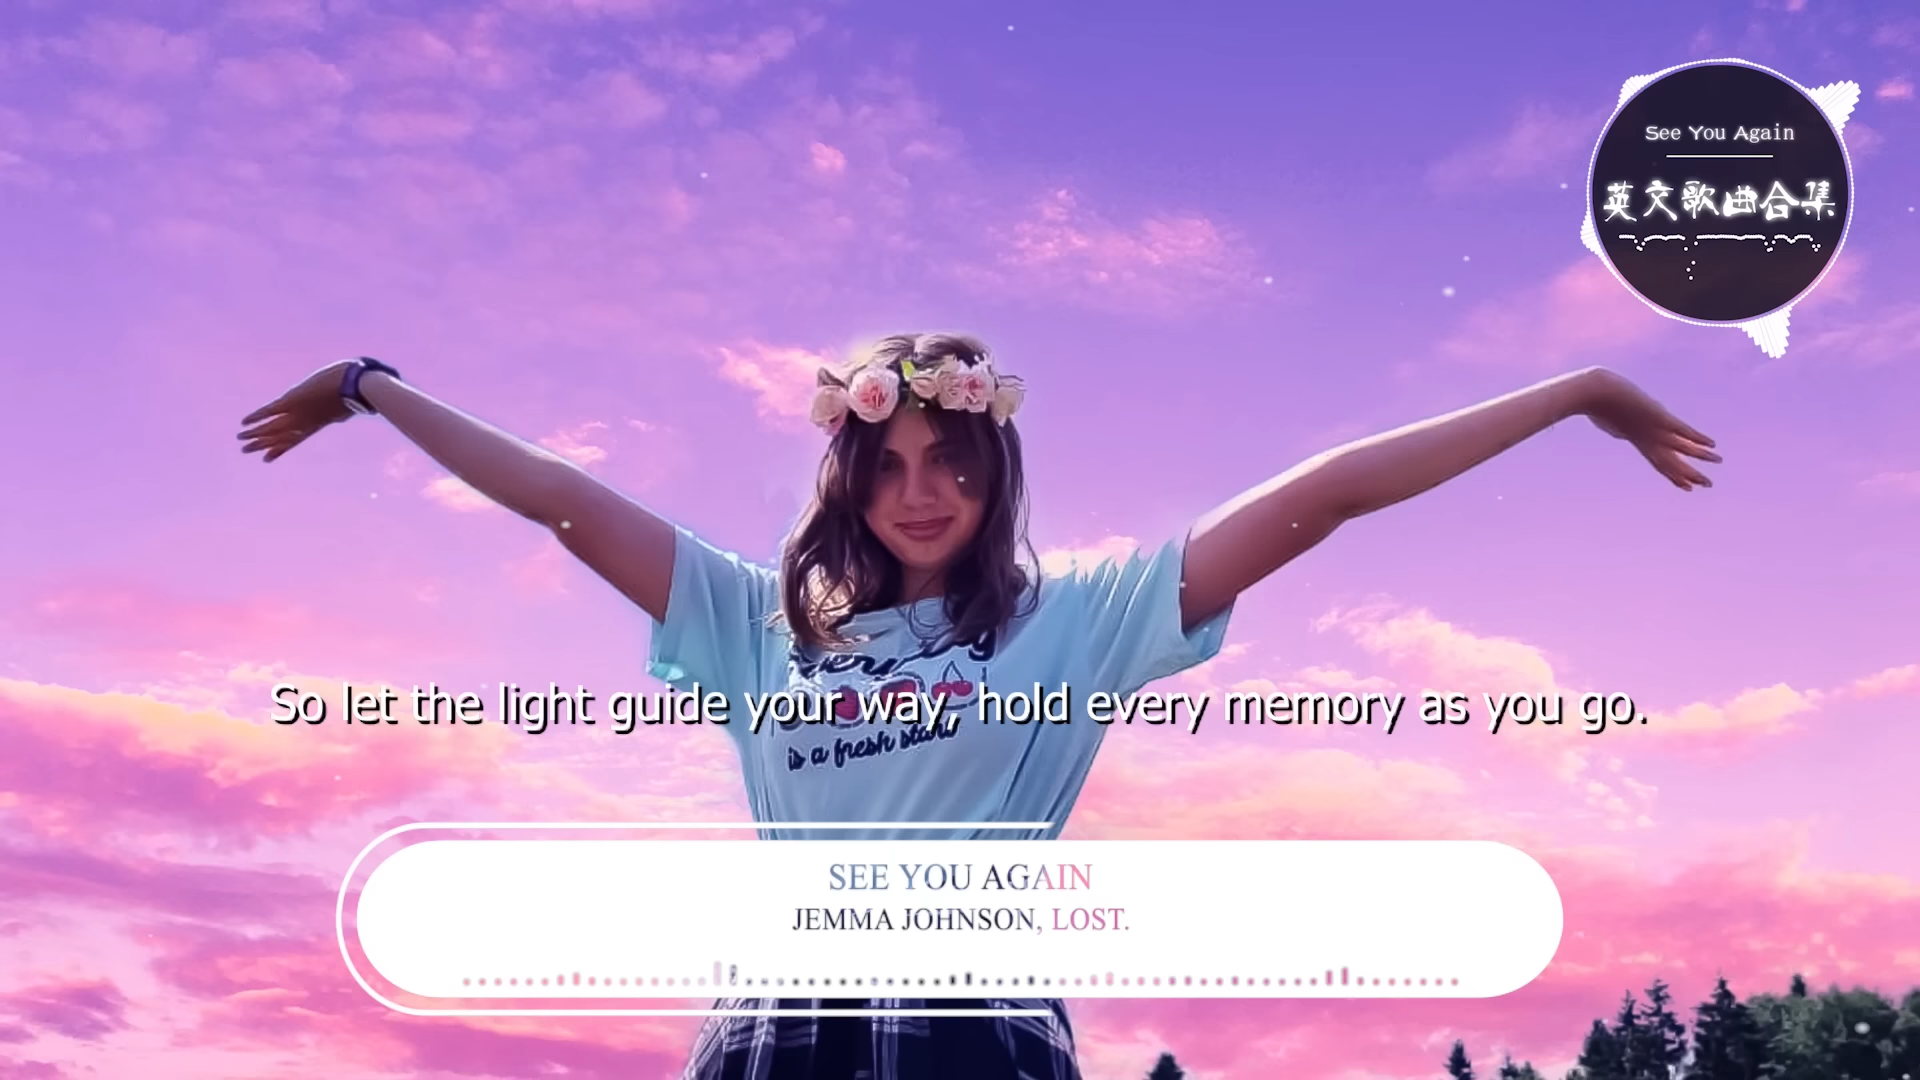 See You Again
英文歌曲合集
So let the light guide your way, hold every memory as you go.
is a fresh start
SEE YOU AGAIN
JEMMA JOHNSON, LOST.